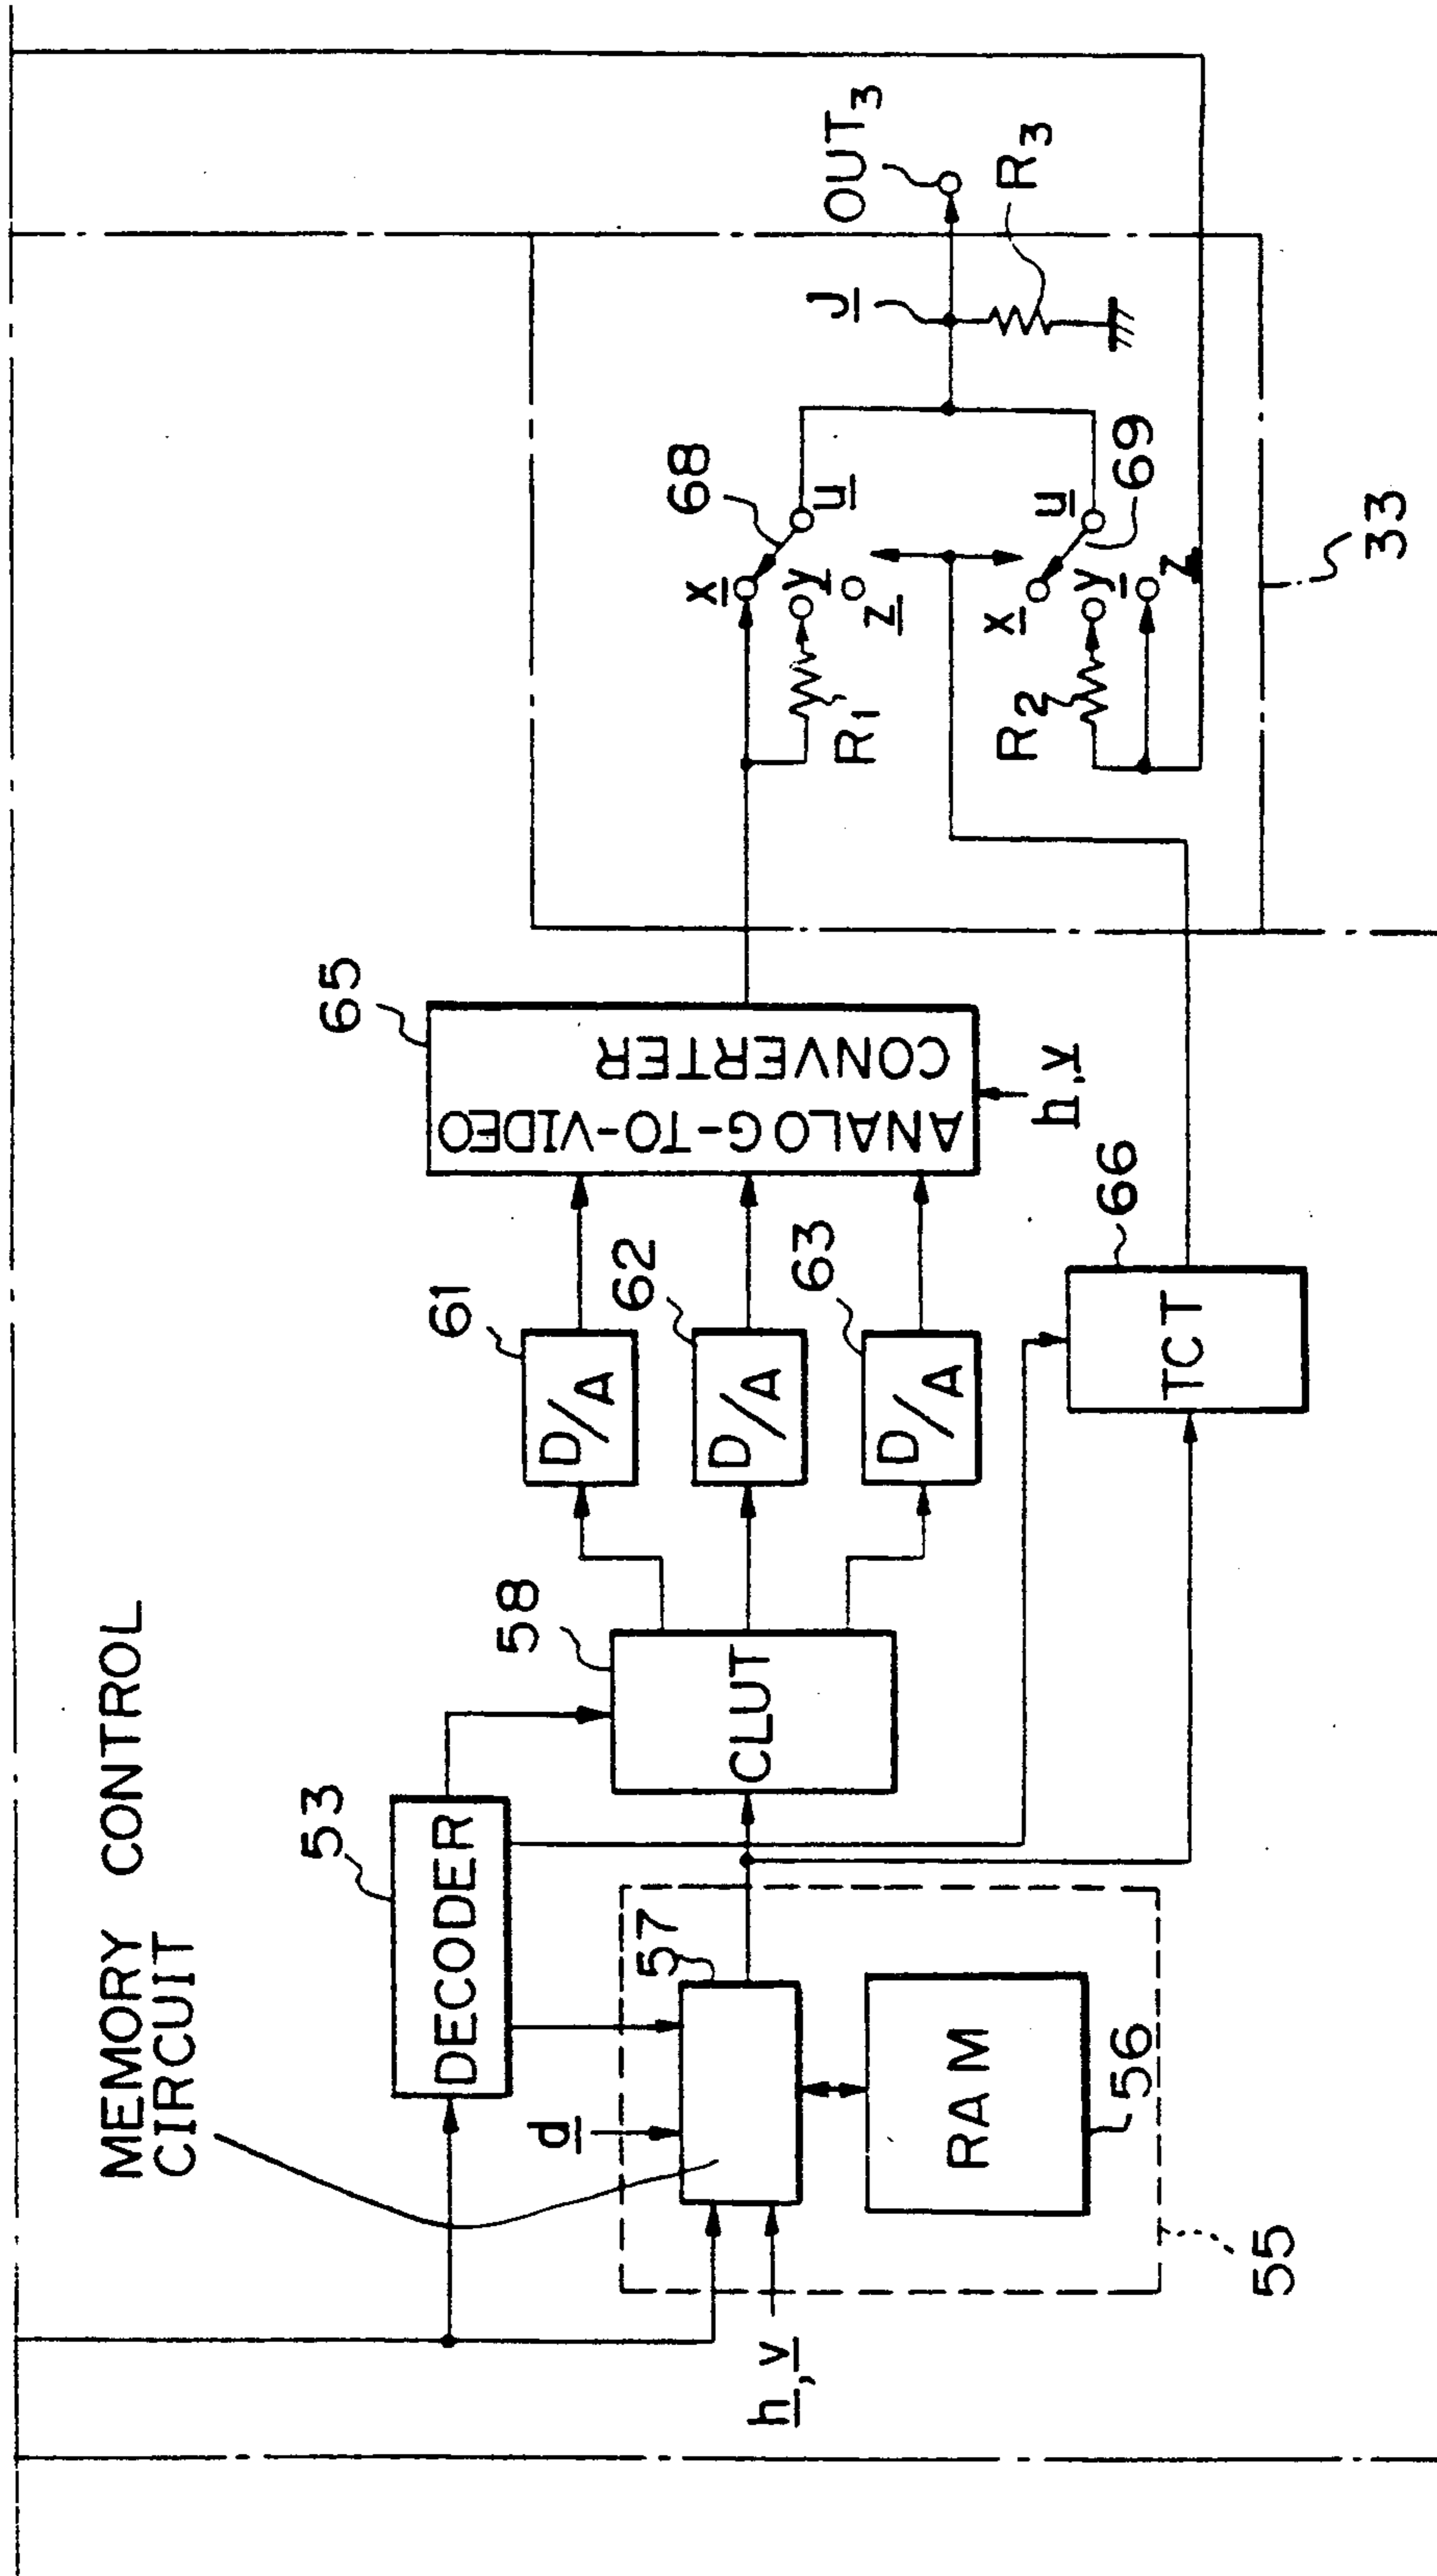 MEMORY CONTROL
CIRCUIT
53
DECODER
d
h, v
57
RAM
56
55
58
CLUT
61
D/A
62
D/A
63
D/A
65
ANALOG-TO-VIDEO
CONVERTER
h, v
66
TCT
68
x
y
z
u
R1
69
x
y
z
u
R2
J
OUT3
R3
33